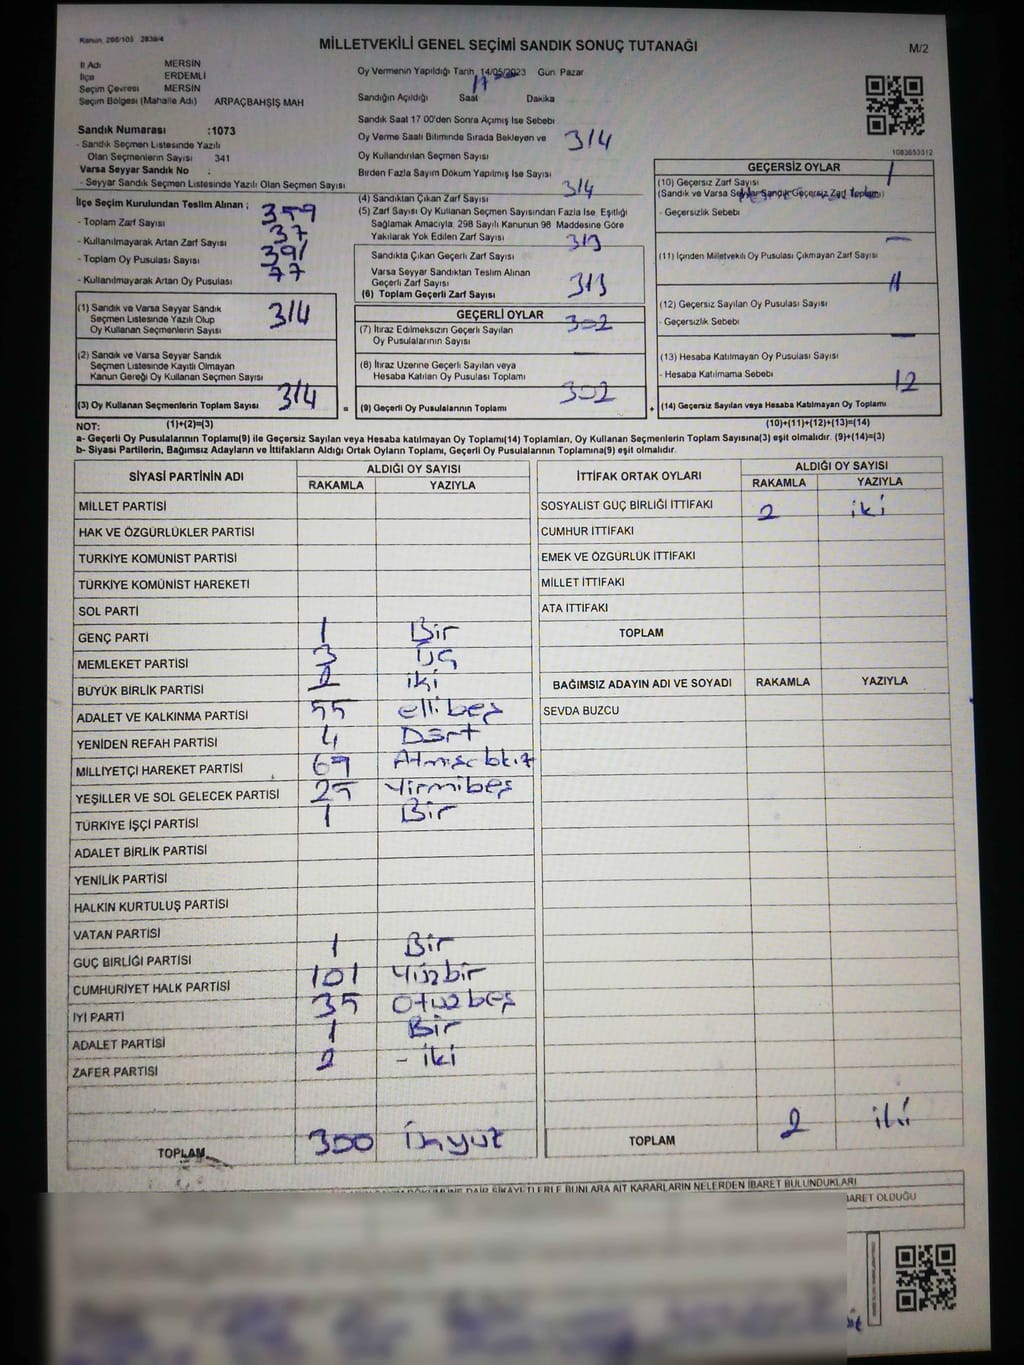 Kanun 298/105 2839/4
MİLLETVEKİLİ GENEL SEÇİMİ SANDIK SONUÇ TUTANAĞI
M/2
İl Adı MERSİN
İlçe ERDEMLİ
Seçim Çevresi MERSİN
Seçim Bölgesi (Mahalle Adı) ARPAÇBAHŞİŞ MAH
Sandık Numarası :1073
- Sandık Seçmen Listesinde Yazılı
Olan Seçmenlerin Sayısı 341
Varsa Seyyar Sandık No :
- Seyyar Sandık Seçmen Listesinde Yazılı Olan Seçmen Sayısı
Oy Vermenin Yapıldığı Tarih 14/05/2023 Gün Pazar
Sandığın Açıldığı Saat 17 Dakika
Sandık Saat 17 00'den Sonra Açımış İse Sebebi
Oy Verme Saati Bitiminde Sırada Bekleyen ve
Oy Kullandırılan Seçmen Sayısı 314
Birden Fazla Sayım Döküm Yapılmış İse Sayısı
1083653312
İlçe Seçim Kurulundan Teslim Alınan ;
- Toplam Zarf Sayısı 359
- Kullanılmayarak Artan Zarf Sayısı 37
- Toplam Oy Pusulası Sayısı 391
- Kullanılmayarak Artan Oy Pusulası 77
(1) Sandık ve Varsa Seyyar Sandık
Seçmen Listesinde Yazılı Olup
Oy Kullanan Seçmenlerin Sayısı 314
(2) Sandık ve Varsa Seyyar Sandık
Seçmen Listesinde Kayıtlı Olmayan
Kanun Gereği Oy Kullanan Seçmen Sayısı
(3) Oy Kullanan Seçmenlerin Toplam Sayısı 314
=
(4) Sandıktan Çıkan Zarf Sayısı 314
(5) Zarf Sayısı Oy Kullanan Seçmen Sayısından Fazla İse, Eşitliği
Sağlamak Amacıyla, 298 Sayılı Kanunun 98 Maddesine Göre
Yakılarak Yok Edilen Zarf Sayısı
Sandıkta Çıkan Geçerli Zarf Sayısı 313
Varsa Seyyar Sandıktan Teslim Alınan
Geçerli Zarf Sayısı
(6) Toplam Geçerli Zarf Sayısı 313
GEÇERLİ OYLAR
(7) İtiraz Edilmeksizin Geçerli Sayılan
Oy Pusulalarının Sayısı 302
(8) İtiraz Üzerine Geçerli Sayılan veya
Hesaba Katılan Oy Pusulası Toplamı
(9) Geçerli Oy Pusulalarının Toplamı 302
+
GEÇERSİZ OYLAR
(10) Geçersiz Zarf Sayısı 1
(Sandık ve Varsa Seyyar Sandık Geçersiz Zarf Toplamı)
- Geçersizlik Sebebi
(11) İçinden Milletvekili Oy Pusulası Çıkmayan Zarf Sayısı —
(12) Geçersiz Sayılan Oy Pusulası Sayısı 11
- Geçersizlik Sebebi
(13) Hesaba Katılmayan Oy Pusulası Sayısı —
- Hesaba Katılmama Sebebi
(14) Geçersiz Sayılan veya Hesaba Katılmayan Oy Pusulası Toplamı 12
NOT: (1)+(2)=(3) (10)+(11)+(12)+(13)=(14)
a- Geçerli Oy Pusulalarının Toplamı(9) ile Geçersiz Sayılan veya Hesaba katılmayan Oy Toplamı(14) Toplamları, Oy Kullanan Seçmenlerin Toplam Sayısına(3) eşit olmalıdır. (9)+(14)=(3)
b- Siyasi Partilerin, Bağımsız Adayların ve İttifakların Aldığı Ortak Oyların Toplamı, Geçerli Oy Pusulalarının Toplamına(9) eşit olmalıdır.
SİYASİ PARTİNİN ADI ALDIĞI OY SAYISI
RAKAMLA YAZIYLA
MİLLET PARTİSİ
HAK VE ÖZGÜRLÜKLER PARTİSİ
TÜRKİYE KOMÜNİST PARTİSİ
TÜRKİYE KOMÜNİST HAREKETİ
SOL PARTİ
GENÇ PARTİ 1 Bir
MEMLEKET PARTİSİ 3 Üç
BÜYÜK BİRLİK PARTİSİ 2 iki
ADALET VE KALKINMA PARTİSİ 55 ellibeş
YENİDEN REFAH PARTİSİ 4 Dört
MİLLİYETÇİ HAREKET PARTİSİ 69
YEŞİLLER VE SOL GELECEK PARTİSİ 25 Yirmibeş
TÜRKİYE İŞÇİ PARTİSİ 1 Bir
ADALET BİRLİK PARTİSİ
YENİLİK PARTİSİ
HALKIN KURTULUŞ PARTİSİ
VATAN PARTİSİ
GÜÇ BİRLİĞİ PARTİSİ 1 Bir
CUMHURİYET HALK PARTİSİ 101 Yüzbir
İYİ PARTİ 35 Otuzbeş
ADALET PARTİSİ 1 Bir
ZAFER PARTİSİ 2 - iki
TOPLAM 300 Üçyüz
İTTİFAK ORTAK OYLARI ALDIĞI OY SAYISI
RAKAMLA YAZIYLA
SOSYALİST GÜÇ BİRLİĞİ İTTİFAKI 2 iki
CUMHUR İTTİFAKI
EMEK VE ÖZGÜRLÜK İTTİFAKI
MİLLET İTTİFAKI
ATA İTTİFAKI
TOPLAM
BAĞIMSIZ ADAYIN ADI VE SOYADI RAKAMLA YAZIYLA
SEVDA BUZCU
TOPLAM 2 iki
DÖKÜMÜNE DAİR ŞİKAYETLERLE BUNLARA AİT KARARLARIN NELERDEN İBARET BULUNDUKLARI
İBARET OLDUĞU